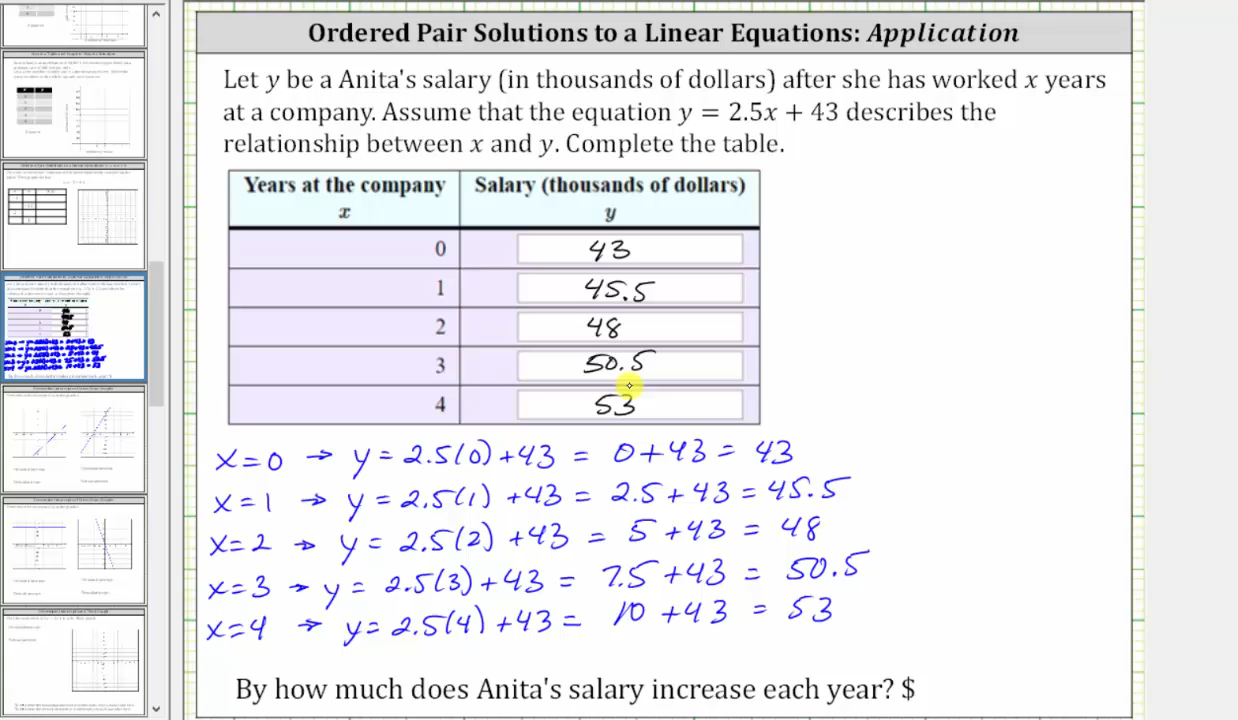 Ordered Pair Solutions to a Linear Equations: Application
Let y be a Anita's salary (in thousands of dollars) after she has worked x years
at a company. Assume that the equation y = 2.5x + 43 describes the
relationship between x and y. Complete the table.
Years at the company Salary (thousands of dollars)
x y
0 43
1 45.5
2 48
3 50.5
4 53
x=0 → y=2.5(0)+43 = 0+43 = 43
x=1 → y=2.5(1)+43 = 2.5+43 = 45.5
x=2 → y=2.5(2)+43 = 5+43 = 48
x=3 → y=2.5(3)+43 = 7.5+43 = 50.5
x=4 → y=2.5(4)+43 = 10+43 = 53
By how much does Anita's salary increase each year? $